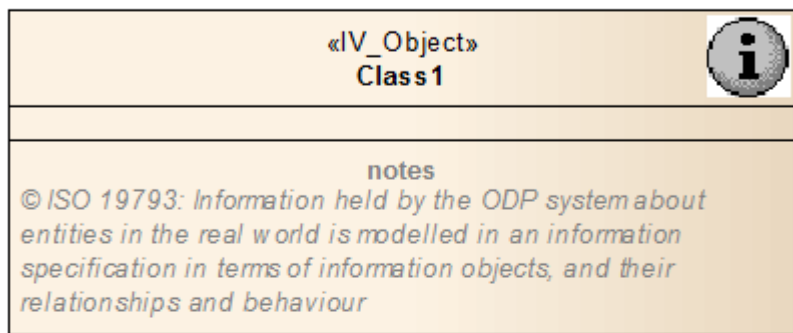 «IV_Object»
Class1
i
notes
© ISO 19793: Information held by the ODP system about
entities in the real world is modelled in an information
specification in terms of information objects, and their
relationships and behaviour